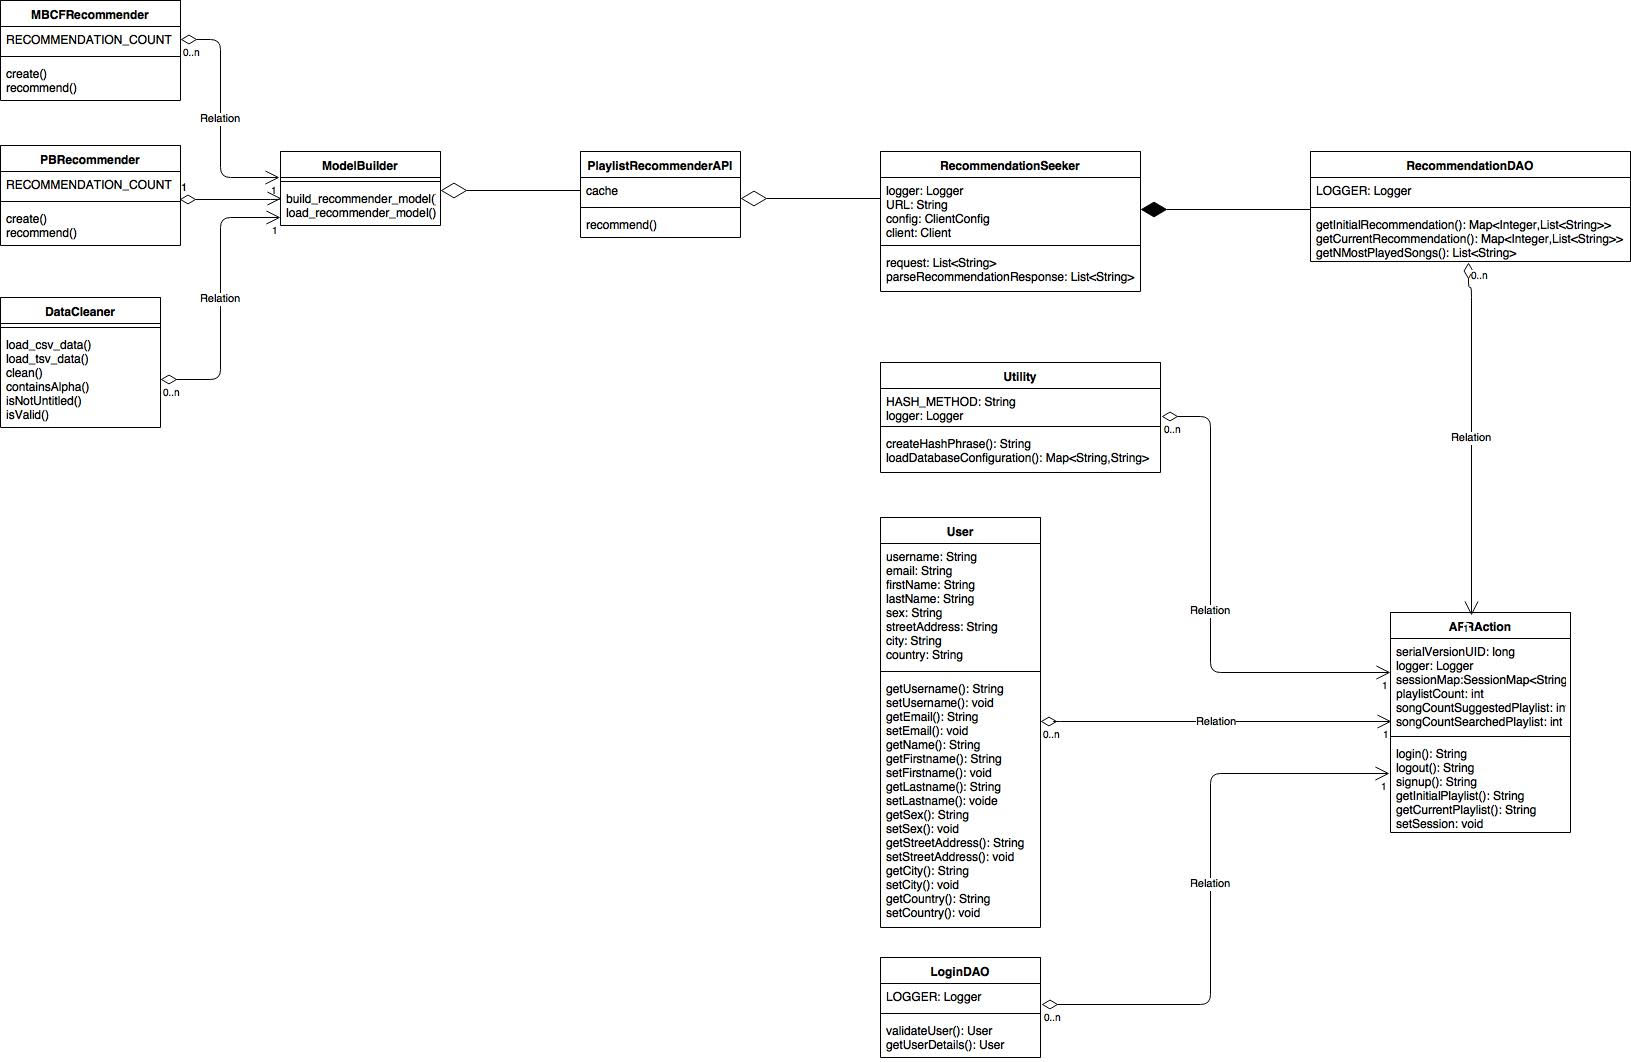 MBCFRecommender
RECOMMENDATION_COUNT
create()
recommend()
0..n
Relation
PBRecommender
RECOMMENDATION_COUNT
create()
recommend()
1
ModelBuilder
build_recommender_model(
load_recommender_model()
1
1
Relation
DataCleaner
load_csv_data()
load_tsv_data()
clean()
containsAlpha()
isNotUntitled()
isValid()
0..n
PlaylistRecommenderAPI
cache
recommend()
RecommendationSeeker
logger: Logger
URL: String
config: ClientConfig
client: Client
request: List<String>
parseRecommendationResponse: List<String>
RecommendationDAO
LOGGER: Logger
getInitialRecommendation(): Map<Integer,List<String>>
getCurrentRecommendation(): Map<Integer,List<String>>
getNMostPlayedSongs(): List<String>
0..n
Relation
Utility
HASH_METHOD: String
logger: Logger
createHashPhrase(): String
loadDatabaseConfiguration(): Map<String,String>
0..n
Relation
User
username: String
email: String
firstName: String
lastName: String
sex: String
streetAddress: String
city: String
country: String
getUsername(): String
setUsername(): void
getEmail(): String
setEmail(): void
getName(): String
getFirstname(): String
setFirstname(): void
getLastname(): String
setLastname(): voide
getSex(): String
setSex(): void
getStreetAddress(): String
setStreetAddress(): void
getCity(): String
setCity(): void
getCountry(): String
setCountry(): void
0..n
Relation
1
1
1
serialVersionUID: long
logger: Logger
sessionMap:SessionMap<String
playlistCount: int
songCountSuggestedPlaylist: in
songCountSearchedPlaylist: int
login(): String
logout(): String
signup(): String
getInitialPlaylist(): String
getCurrentPlaylist(): String
setSession: void
Relation
LoginDAO
LOGGER: Logger
validateUser(): User
getUserDetails(): User
0..n